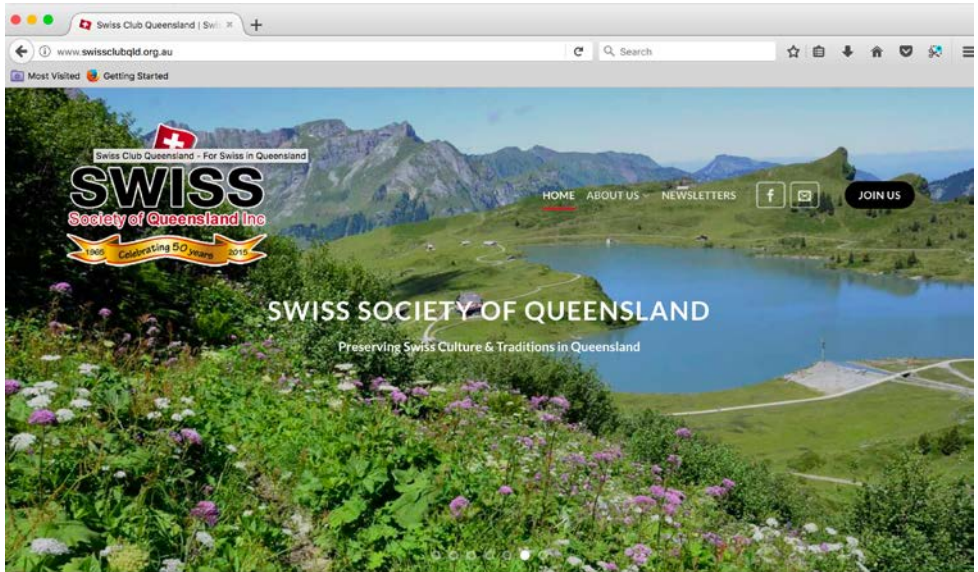 Swiss Club Queensland | Swi
www.swissclubqld.org.au
Search
Most Visited
Getting Started
Swiss Club Queensland - For Swiss in Queensland
SWISS
Society of Queensland Inc
1965 Celebrating 50 years 2015
HOME ABOUT US NEWSLETTERS f JOIN US
SWISS SOCIETY OF QUEENSLAND
Preserving Swiss Culture & Traditions in Queensland